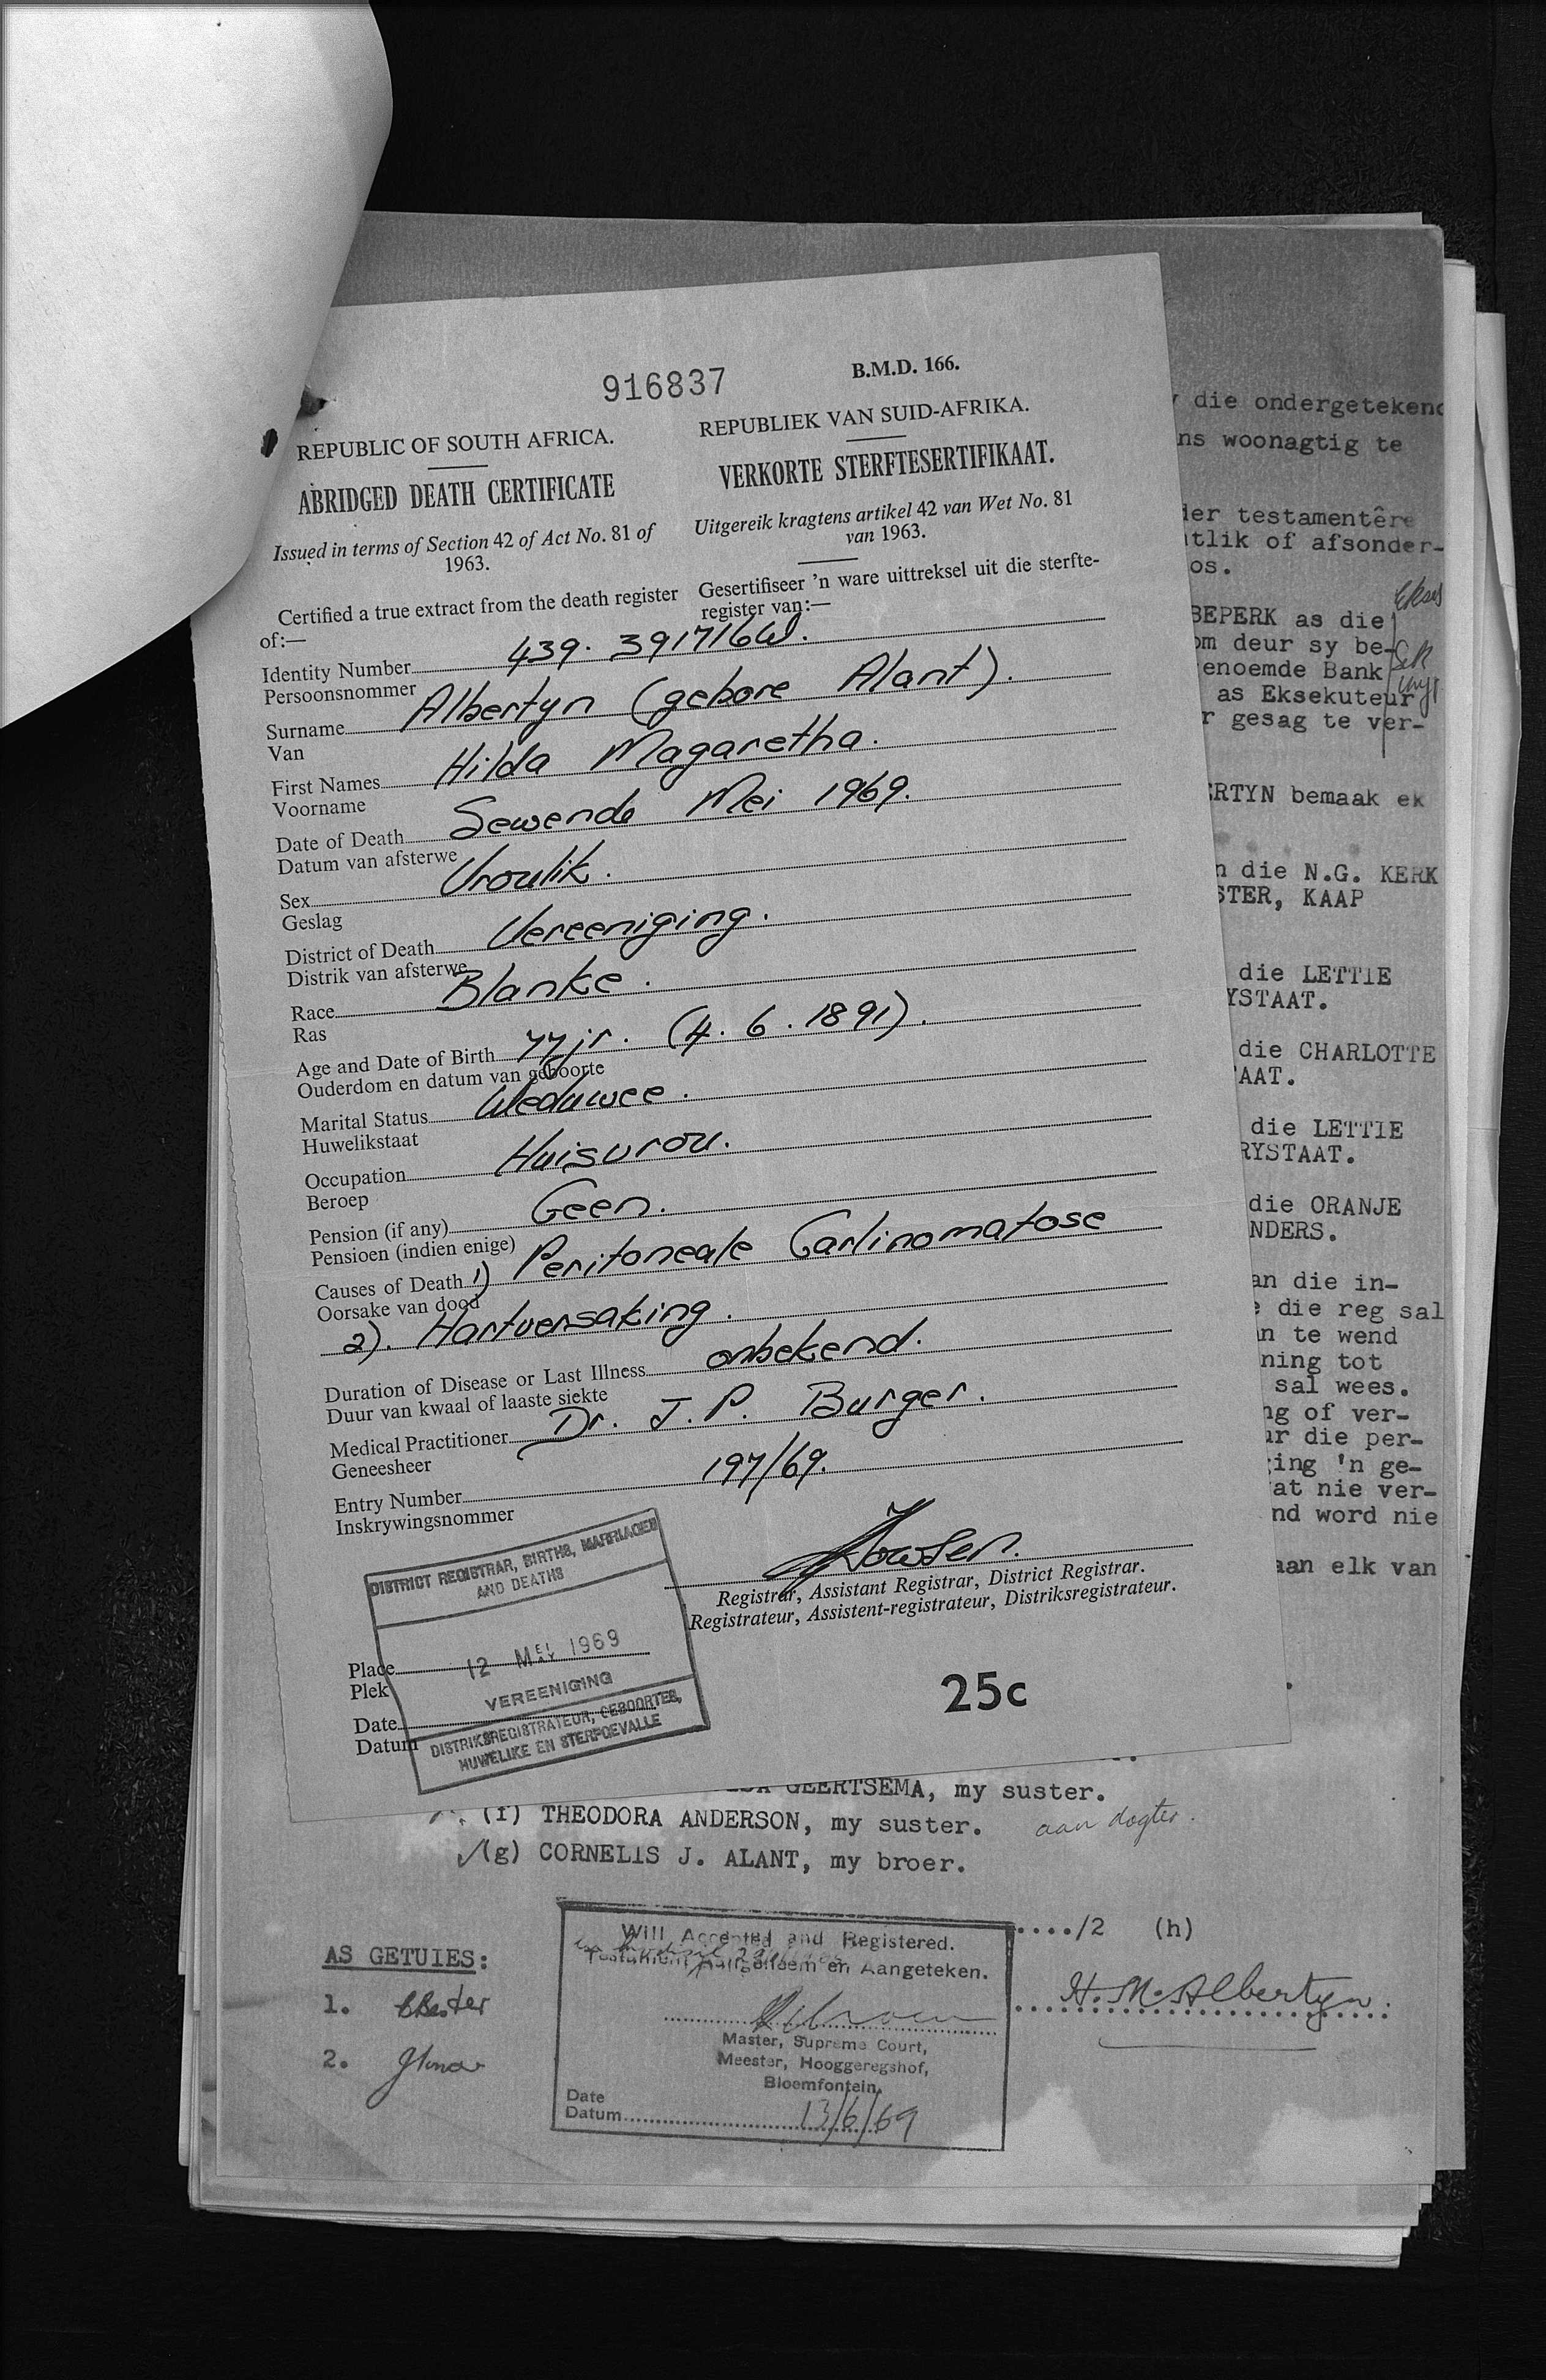 916837
B.M.D. 166.
REPUBLIC OF SOUTH AFRICA.
ABRIDGED DEATH CERTIFICATE
Issued in terms of Section 42 of Act No. 81 of
1963.
REPUBLIEK VAN SUID-AFRIKA.
VERKORTE STERFTESERTIFIKAAT.
Uitgereik kragtens artikel 42 van Wet No. 81
van 1963.
Certified a true extract from the death register
of:—
Gesertifiseer 'n ware uittreksel uit die sterfte-
register van:—
Identity Number 439. 391716W.
Persoonsnommer
Surname Albertyn (gebore Alant).
Van
First Names Hilda Magaretha.
Voorname
Date of Death Sewende Mei 1969.
Datum van afsterwe
Sex Vroulik.
Geslag
District of Death Vereeniging.
Distrik van afsterwe
Race Blanke.
Ras
Age and Date of Birth 77 jr. (4. 6. 1891).
Ouderdom en datum van geboorte
Marital Status Weduwee.
Huwelikstaat
Occupation Huisvrou.
Beroep
Pension (if any) Geen.
Pensioen (indien enige)
Causes of Death 1) Peritoneale Carlinomatose
Oorsake van dood
2). Hartversaking.
Duration of Disease or Last Illness onbekend.
Duur van kwaal of laaste siekte
Medical Practitioner Dr. J. P. Burger.
Geneesheer
Entry Number 197/69.
Inskrywingsnommer
Registrar, Assistant Registrar, District Registrar.
Registrateur, Assistent-registrateur, Distriksregistrateur.
DISTRICT REGISTRAR, BIRTHS, MARRIAGES
AND DEATHS
Place
Plek
12 MEI MAY 1969
VEREENIGING
Date
Datum
DISTRIKSREGISTRATEUR, GEBOORTES,
HUWELIKE EN STERFGEVALLE
25c
die ondergeteken
ns woonagtig te
der testamentêre
tlik of afsonder-
os.
BEPERK as die
om deur sy be-
enoemde Bank
as Eksekuteur
r gesag te ver-
ERTYN bemaak ek
n die N.G. KERK
STER, KAAP
die LETTIE
YSTAAT.
die CHARLOTTE
AAT.
die LETTIE
RYSTAAT.
die ORANJE
NDERS.
an die in-
die reg sal
n te wend
ning tot
sal wees.
ng of ver-
ur die per-
ing 'n ge-
at nie ver-
nd word nie
aan elk van
GEERTSEMA, my suster.
(f) THEODORA ANDERSON, my suster. aan dogter.
(g) CORNELIS J. ALANT, my broer.
..../2 (h)
AS GETUIES:
1.
2.
Will Accepted and Registered.
Testament Aangeneem en Aangeteken.
Master, Supreme Court,
Meester, Hooggeregshof,
Bloemfontein.
Date
Datum 13/6/69
H. M. Albertyn.